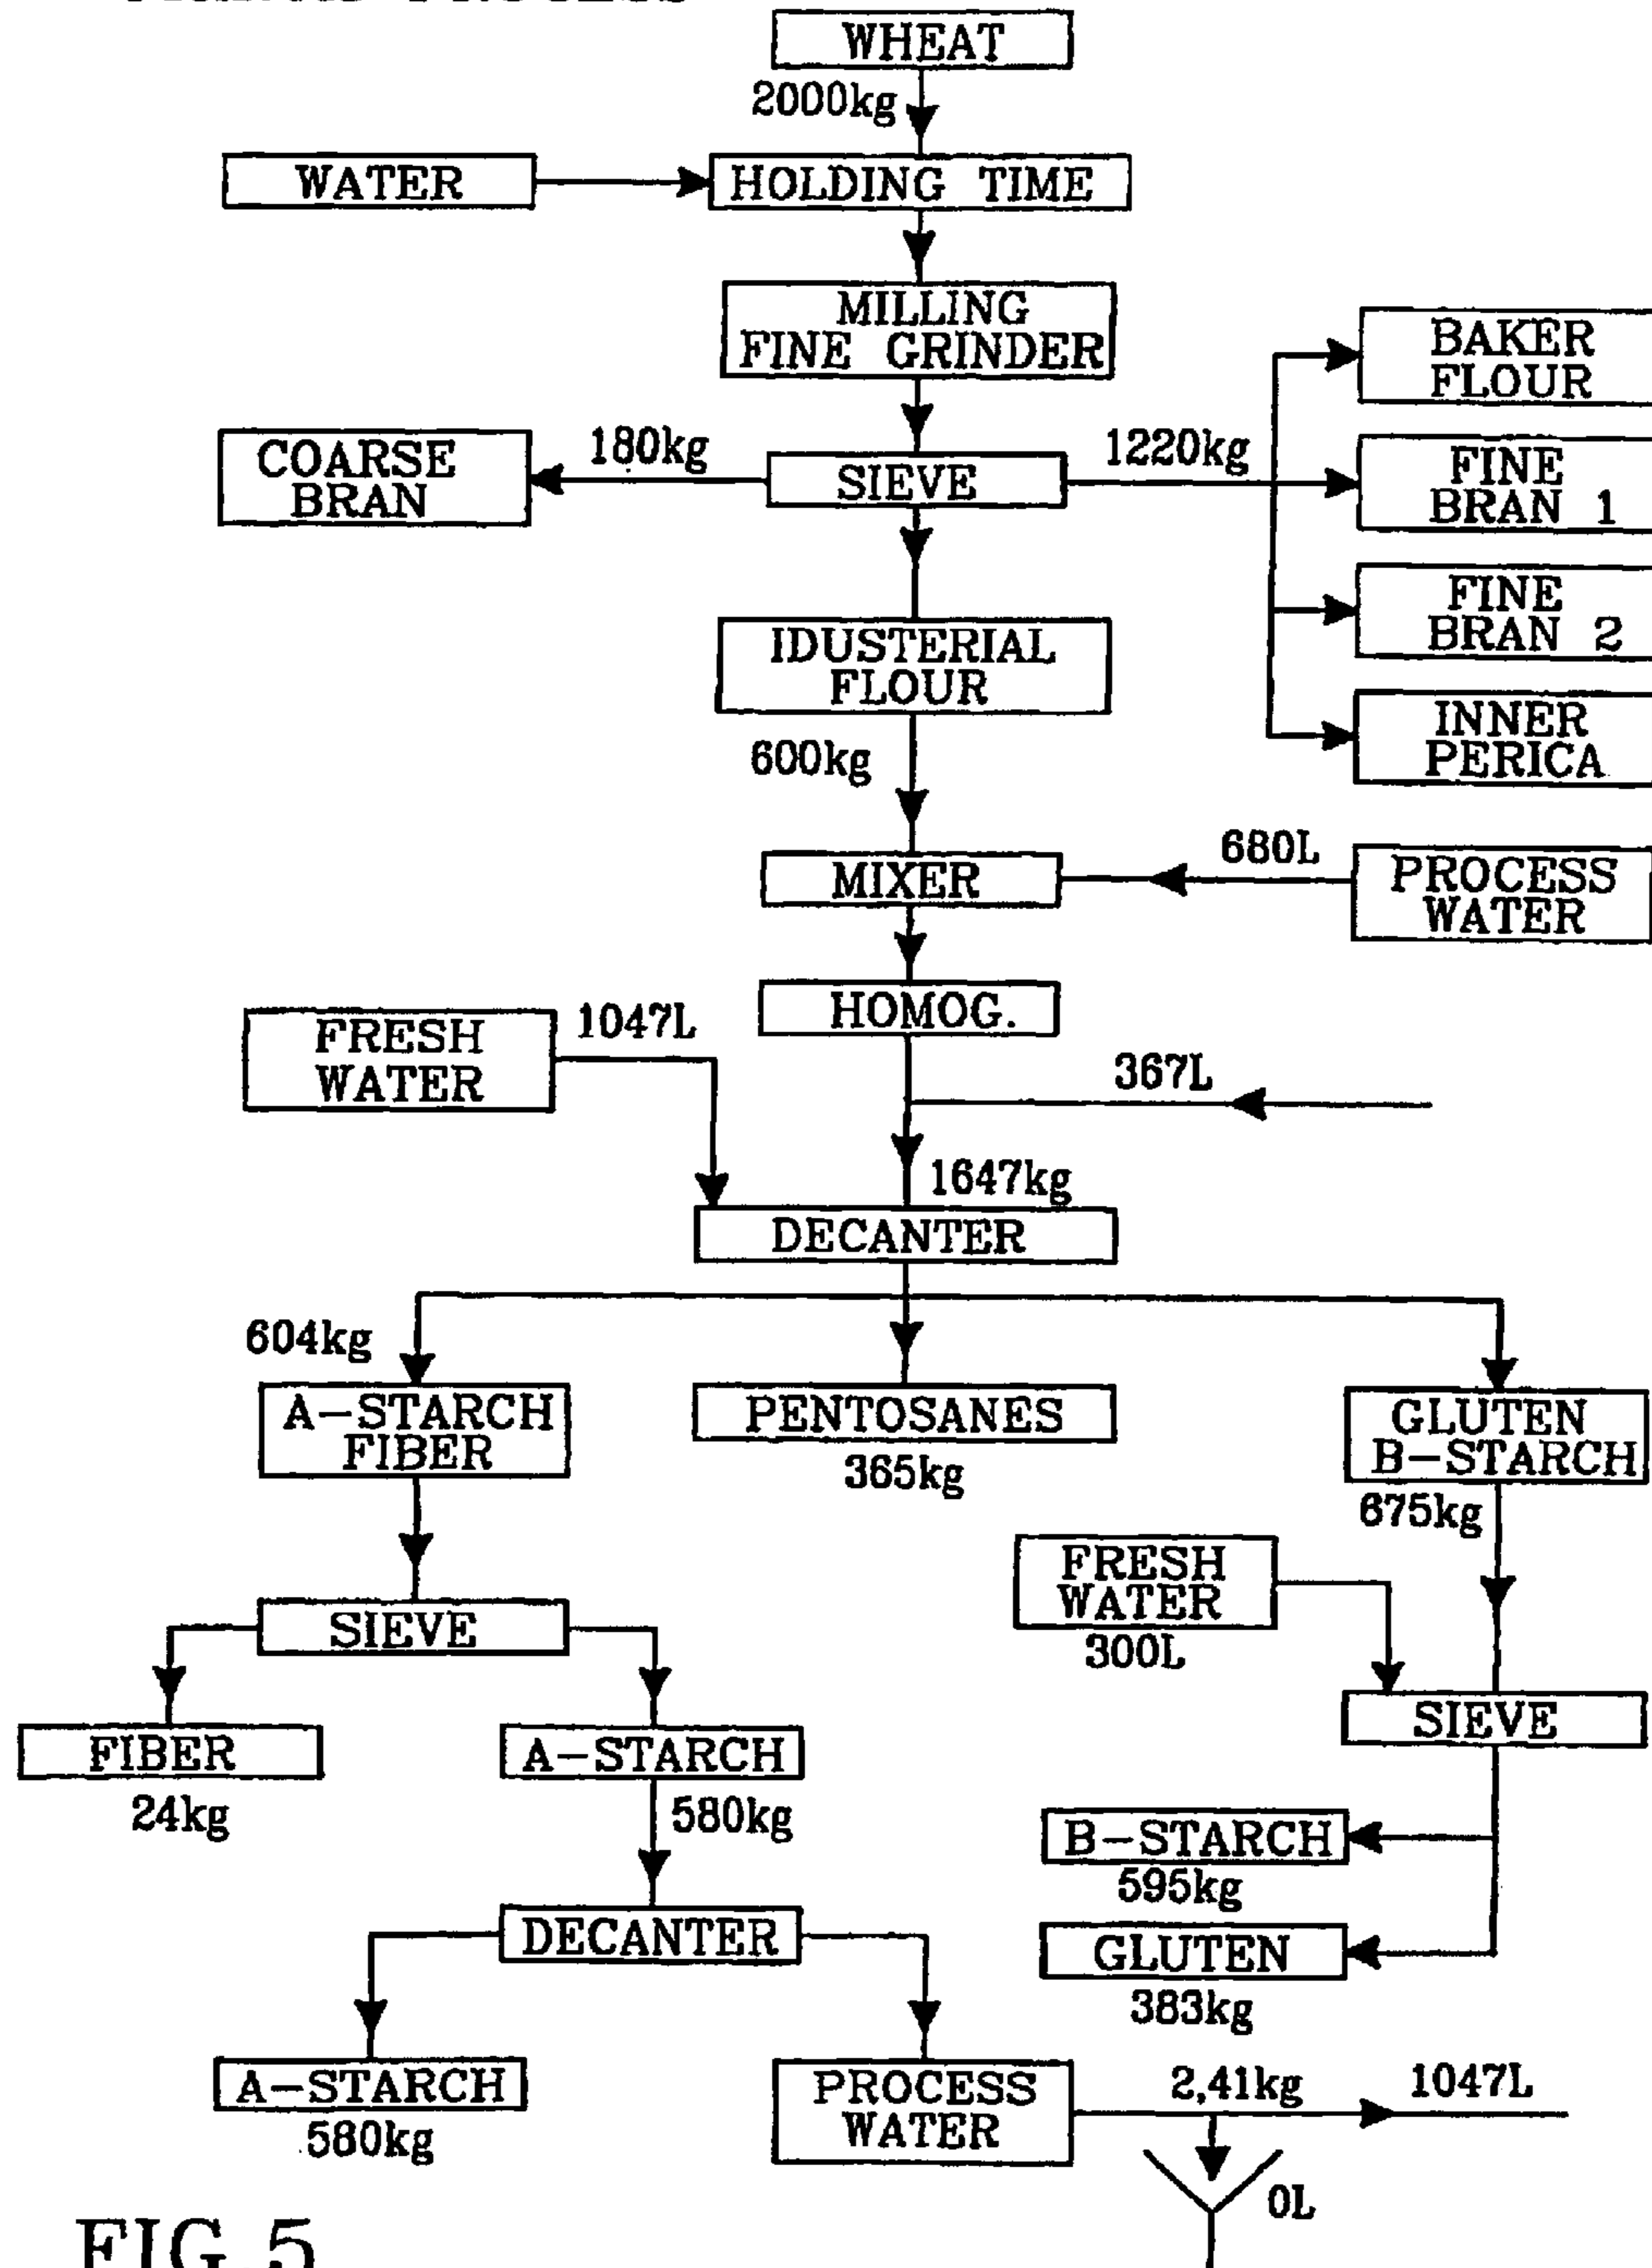 WHEAT
2000kg
WATER
HOLDING TIME
MILLING
FINE GRINDER
BAKER
FLOUR
COARSE
BRAN
180kg
SIEVE
1220kg
FINE
BRAN 1
FINE
BRAN 2
IDUSTERIAL
FLOUR
INNER
PERICA
600kg
MIXER
680L
PROCESS
WATER
HOMOG.
FRESH
WATER
1047L
367L
1647kg
DECANTER
604kg
A-STARCH
FIBER
PENTOSANES
365kg
GLUTEN
B-STARCH
675kg
FRESH
WATER
300L
SIEVE
SIEVE
FIBER
24kg
A-STARCH
580kg
B-STARCH
595kg
DECANTER
GLUTEN
383kg
A-STARCH
580kg
PROCESS
WATER
2,41kg
1047L
0L
FIG.5